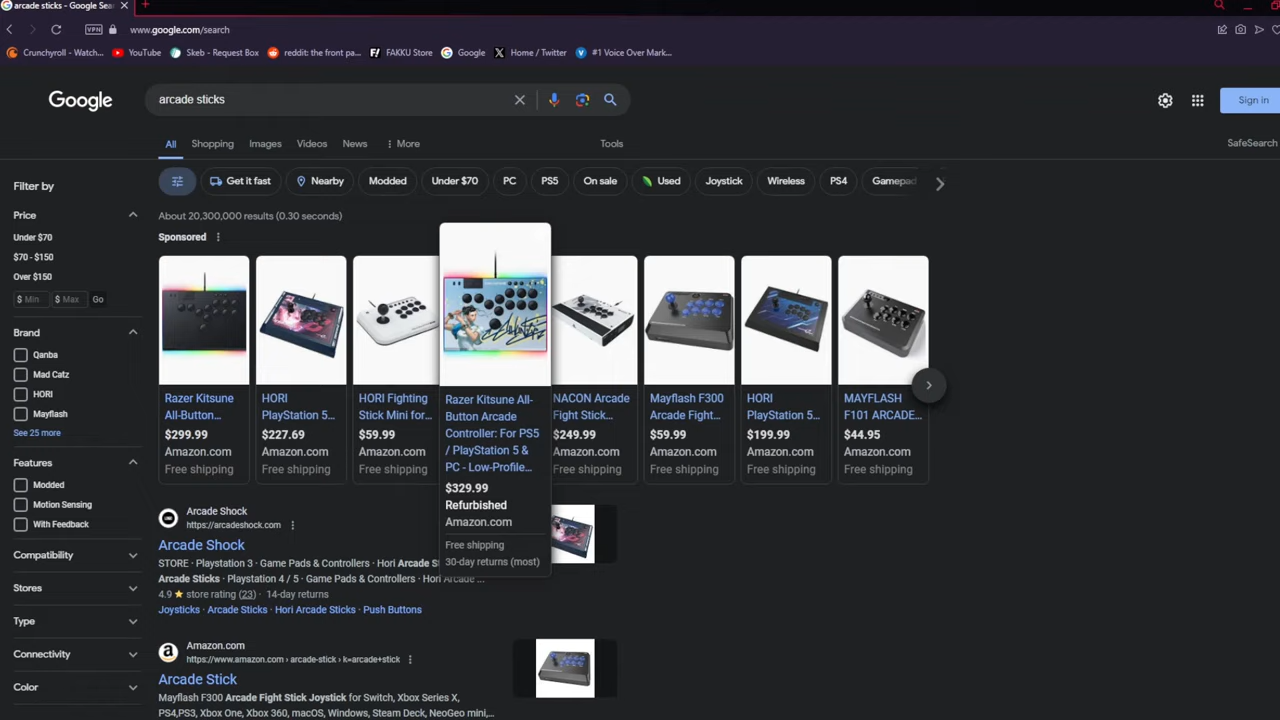 arcade sticks - Google Sea
www.google.com/search
VPN
Crunchyroll - Watch...
YouTube
Skeb - Request Box
reddit: the front pa...
FAKKU Store
Google
Home / Twitter
#1 Voice Over Mark...
Google
arcade sticks
Sign in
All
Shopping
Images
Videos
News
More
Tools
SafeSearch
Filter by
Get it fast
Nearby
Modded
Under $70
PC
PS5
On sale
Used
Joystick
Wireless
PS4
Gamepad
About 20,300,000 results (0.30 seconds)
Sponsored
Price
Under $70
$70 - $150
Over $150
$ Min
$ Max
Go
Brand
Qanba
Mad Catz
HORI
Mayflash
See 25 more
Features
Modded
Motion Sensing
With Feedback
Compatibility
Stores
Type
Connectivity
Color
Razer Kitsune
All-Button...
$299.99
Amazon.com
Free shipping
HORI
PlayStation 5...
$227.69
Amazon.com
Free shipping
HORI Fighting
Stick Mini for...
$59.99
Amazon.com
Free shipping
Razer Kitsune All-
Button Arcade
Controller: For PS5
/ PlayStation 5 &
PC - Low-Profile...
$329.99
Refurbished
Amazon.com
Free shipping
30-day returns (most)
NACON Arcade
Fight Stick...
$249.99
Amazon.com
Free shipping
Mayflash F300
Arcade Fight...
$59.99
Amazon.com
Free shipping
HORI
PlayStation 5...
$199.99
Amazon.com
Free shipping
MAYFLASH
F101 ARCADE...
$44.95
Amazon.com
Free shipping
Arcade Shock
https://arcadeshock.com
Arcade Shock
STORE · Playstation 3 · Game Pads & Controllers · Hori Arcade St
Arcade Sticks · Playstation 4 / 5 · Game Pads & Controllers · Hori Arcade ...
4.9 ★ store rating (23) · 14-day returns
Joysticks · Arcade Sticks · Hori Arcade Sticks · Push Buttons
Amazon.com
https://www.amazon.com › arcade-stick › k=arcade+stick
Arcade Stick
Mayflash F300 Arcade Fight Stick Joystick for Switch, Xbox Series X,
PS4,PS3, Xbox One, Xbox 360, macOS, Windows, Steam Deck, NeoGeo mini,...